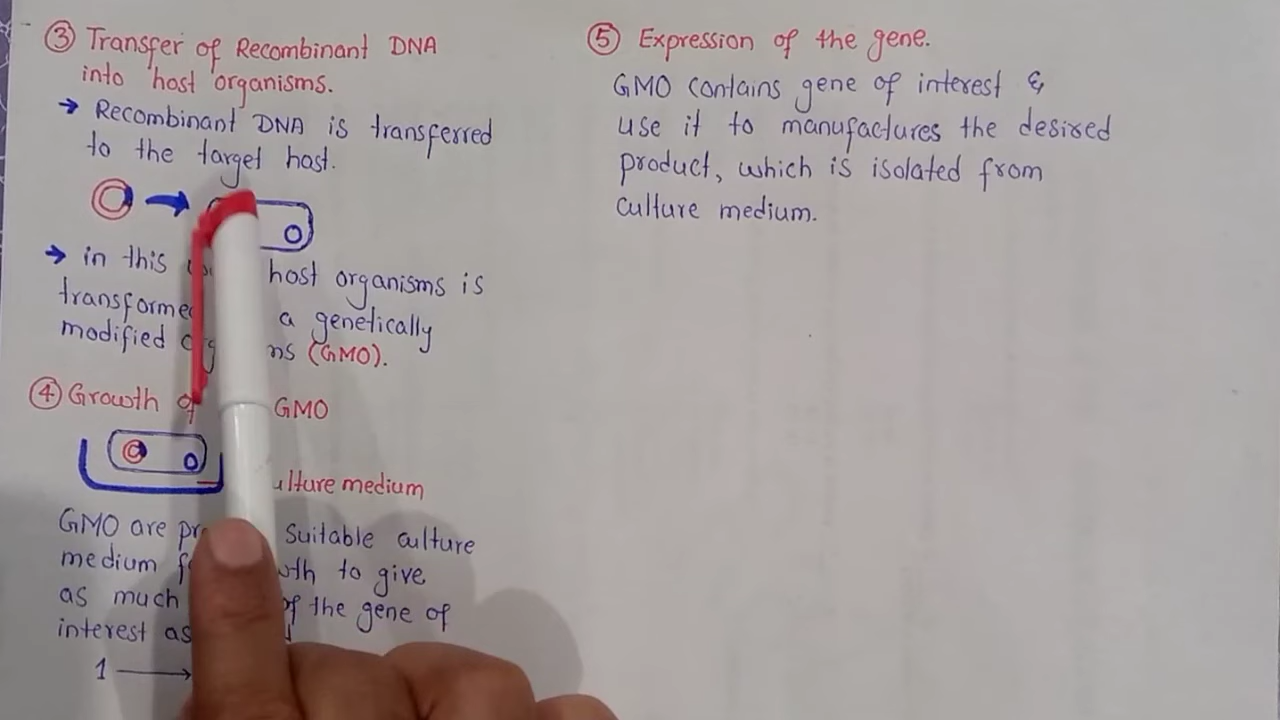 ③ Transfer of Recombinant DNA
into host organisms.
→ Recombinant DNA is transferred
to the target host.
→ in this host organisms is
transformed a genetically
modified (GMO).
④ Growth of GMO
culture medium
GMO are suitable culture
medium to give
as much of the gene of
interest as
1 →
⑤ Expression of the gene.
GMO contains gene of interest &
use it to manufactures the desired
product, which is isolated from
culture medium.